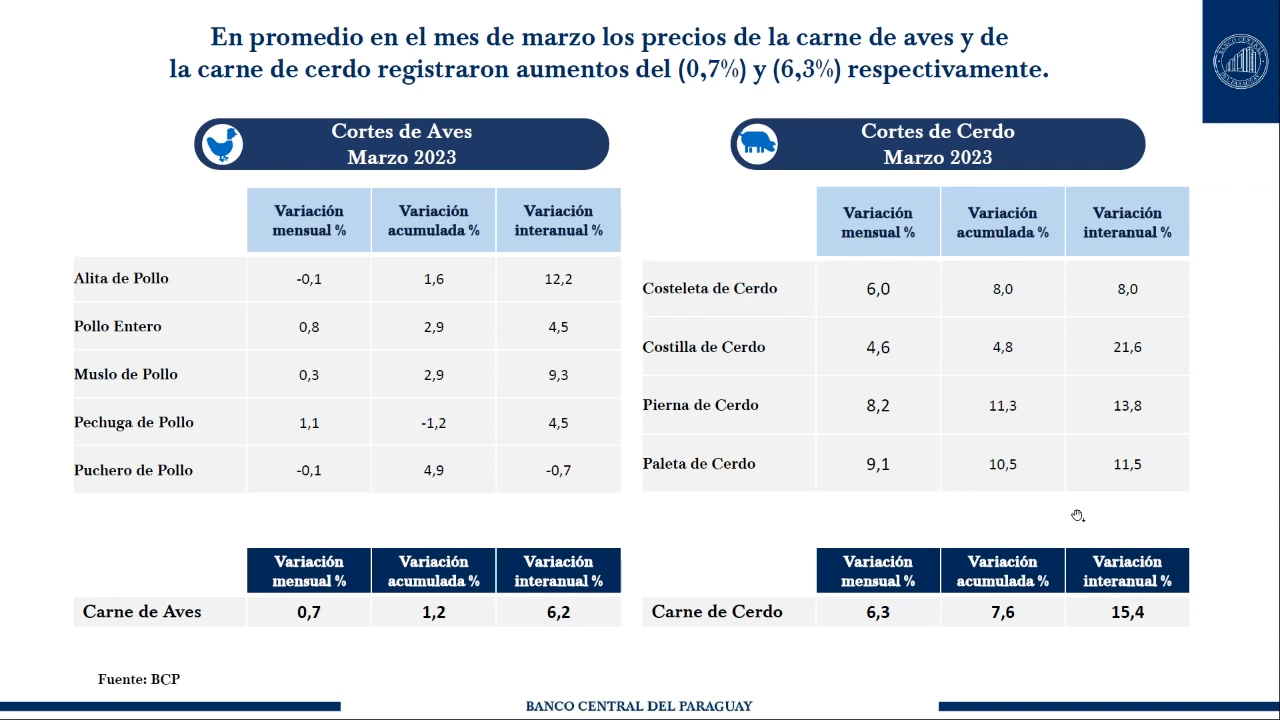 En promedio en el mes de marzo los precios de la carne de aves y de
la carne de cerdo registraron aumentos del (0,7%) y (6,3%) respectivamente.
BANCO CENTRAL
DEL PARAGUAY
Cortes de Aves
Marzo 2023
Variación mensual % Variación acumulada % Variación interanual %
Alita de Pollo -0,1 1,6 12,2
Pollo Entero 0,8 2,9 4,5
Muslo de Pollo 0,3 2,9 9,3
Pechuga de Pollo 1,1 -1,2 4,5
Puchero de Pollo -0,1 4,9 -0,7
Variación mensual % Variación acumulada % Variación interanual %
Carne de Aves 0,7 1,2 6,2
Cortes de Cerdo
Marzo 2023
Variación mensual % Variación acumulada % Variación interanual %
Costeleta de Cerdo 6,0 8,0 8,0
Costilla de Cerdo 4,6 4,8 21,6
Pierna de Cerdo 8,2 11,3 13,8
Paleta de Cerdo 9,1 10,5 11,5
Variación mensual % Variación acumulada % Variación interanual %
Carne de Cerdo 6,3 7,6 15,4
Fuente: BCP
BANCO CENTRAL DEL PARAGUAY